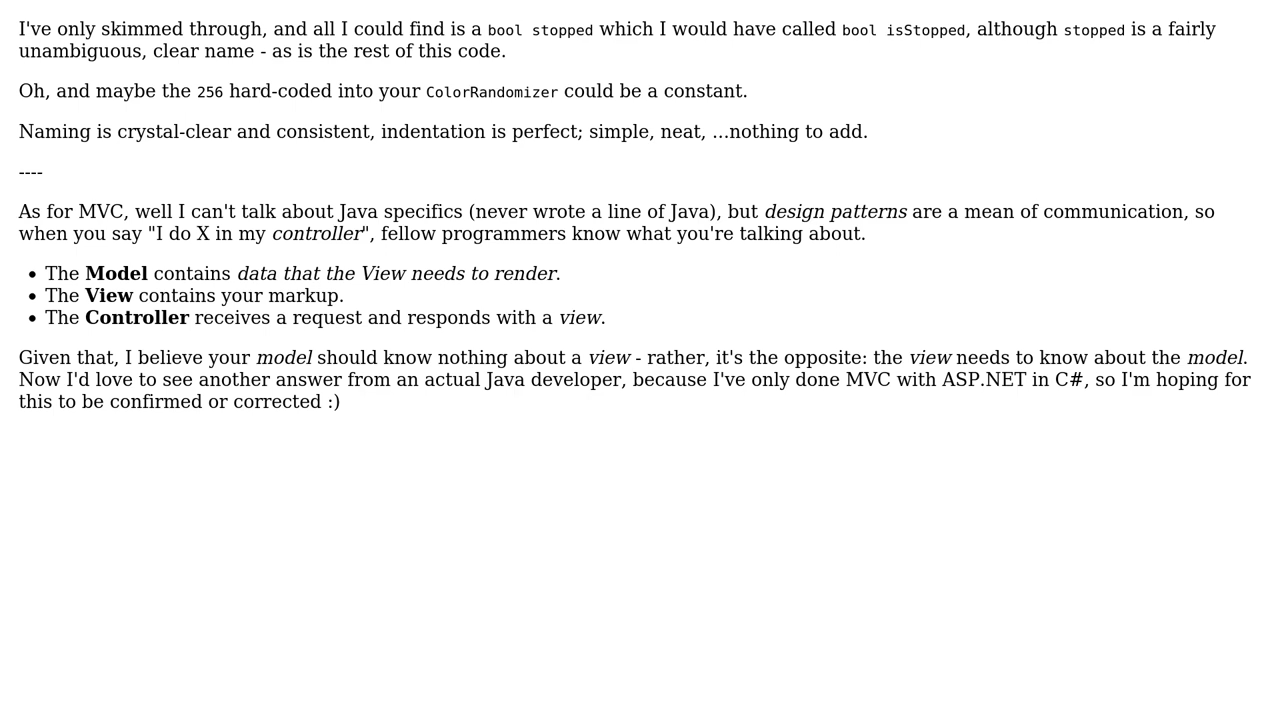 I've only skimmed through, and all I could find is a bool stopped which I would have called bool isStopped, although stopped is a fairly
unambiguous, clear name - as is the rest of this code.
Oh, and maybe the 256 hard-coded into your ColorRandomizer could be a constant.
Naming is crystal-clear and consistent, indentation is perfect; simple, neat, ...nothing to add.
----
As for MVC, well I can't talk about Java specifics (never wrote a line of Java), but design patterns are a mean of communication, so
when you say "I do X in my controller", fellow programmers know what you're talking about.
• The Model contains data that the View needs to render.
• The View contains your markup.
• The Controller receives a request and responds with a view.
Given that, I believe your model should know nothing about a view - rather, it's the opposite: the view needs to know about the model.
Now I'd love to see another answer from an actual Java developer, because I've only done MVC with ASP.NET in C#, so I'm hoping for
this to be confirmed or corrected :)